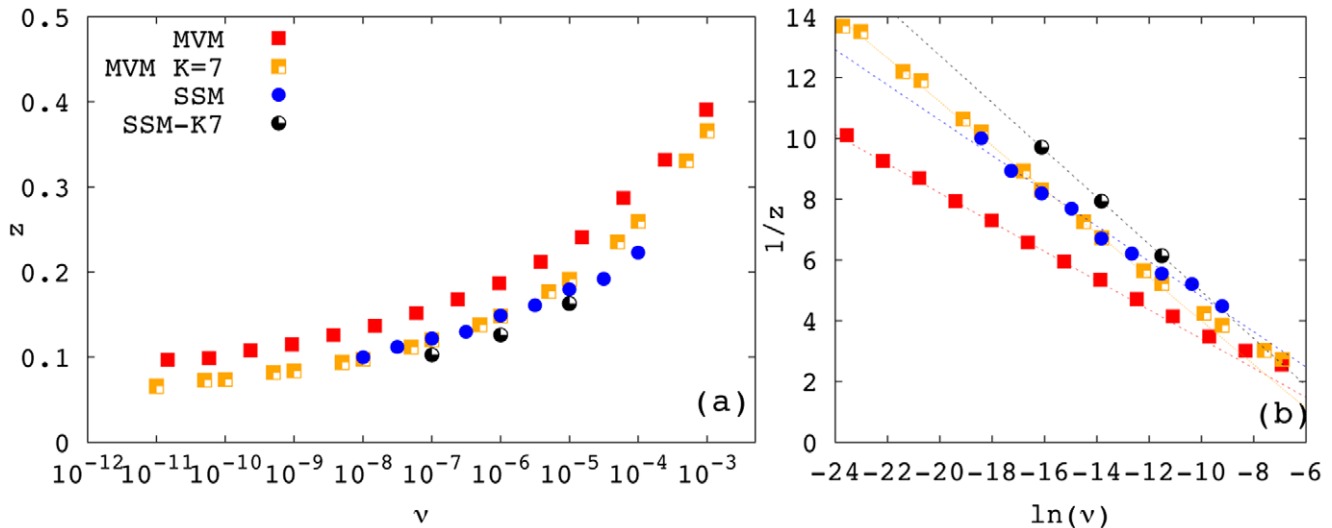 0.5
0.4
0.3
0.2
0.1
0
z
MVM
MVM K=7
SSM
SSM-K7
(a)
10^-12 10^-11 10^-10 10^-9 10^-8 10^-7 10^-6 10^-5 10^-4 10^-3
ν
14
12
10
8
6
4
2
0
1/z
(b)
-24 -22 -20 -18 -16 -14 -12 -10 -8 -6
ln(ν)